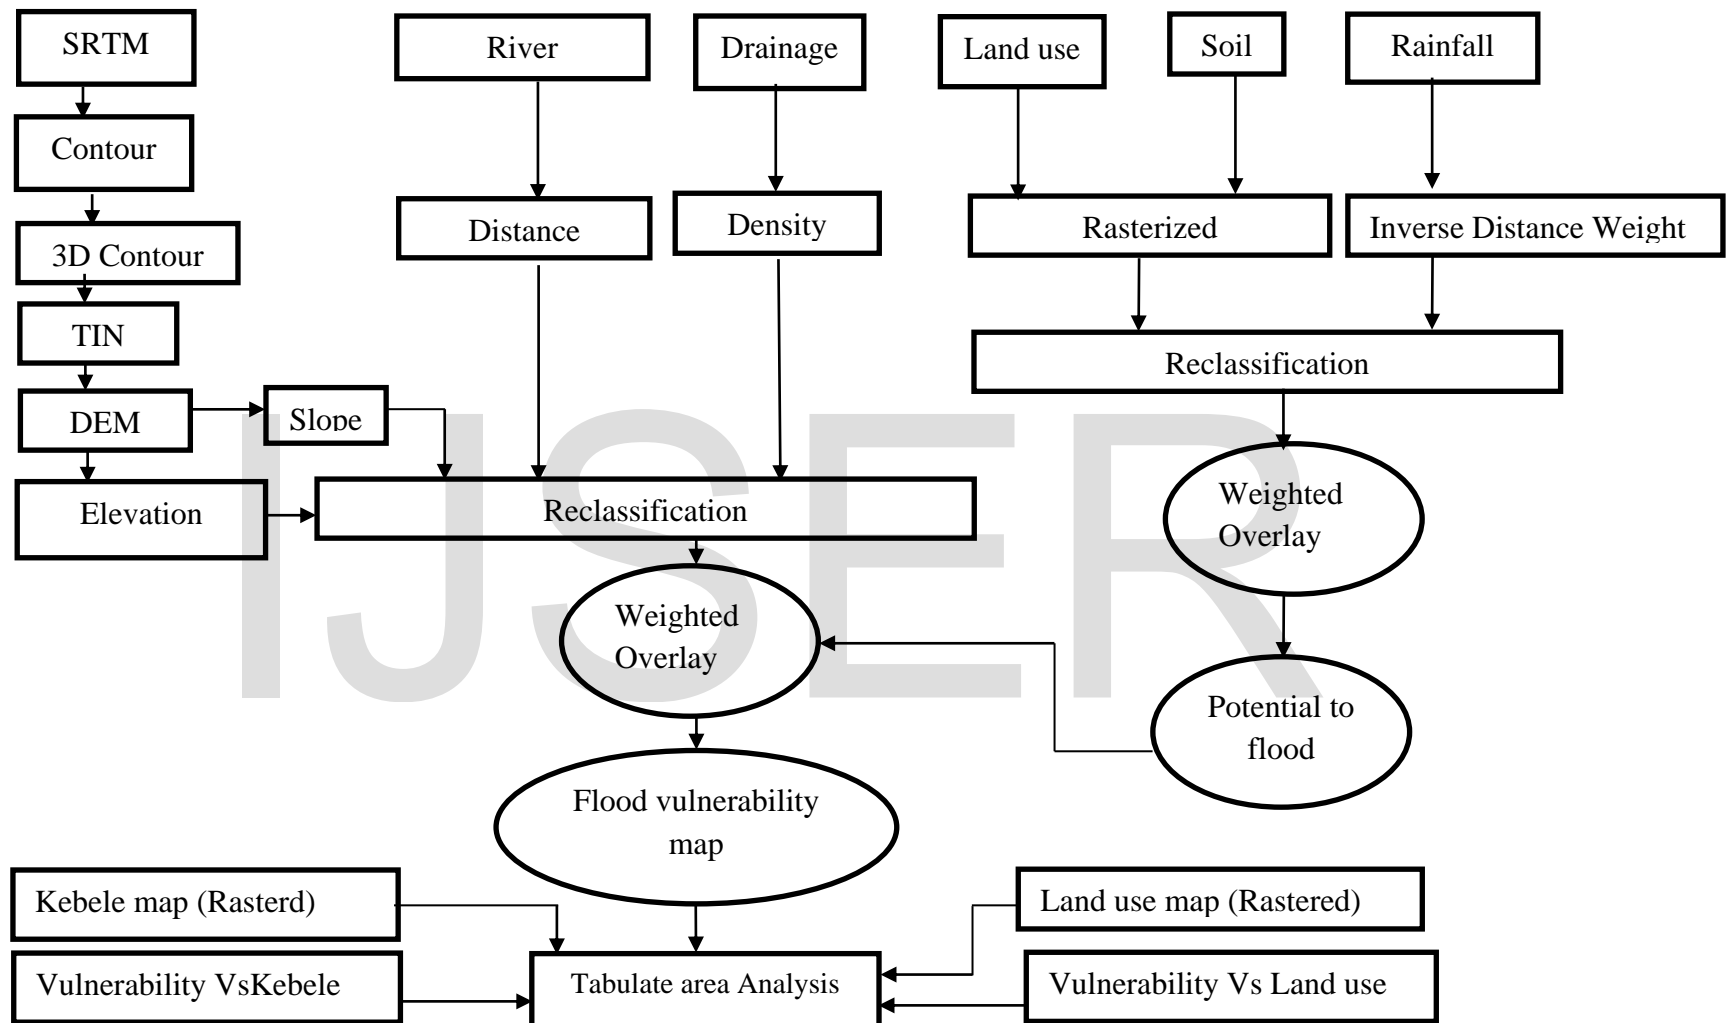 SRTM
River
Drainage
Land use
Soil
Rainfall
Contour
Distance
Density
Rasterized
Inverse Distance Weight
3D Contour
TIN
Reclassification
DEM
Slope
Elevation
Reclassification
Weighted
Overlay
IJSER
Weighted
Overlay
Potential to
flood
Flood vulnerability
map
Kebele map (Rasterd)
Land use map (Rastered)
Vulnerability VsKebele
Tabulate area Analysis
Vulnerability Vs Land use